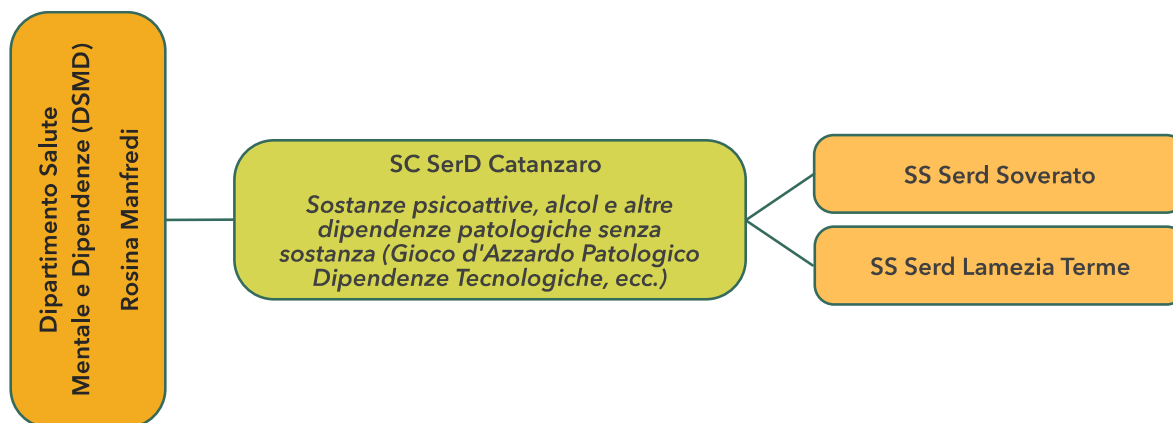 Dipartimento Salute
Mentale e Dipendenze (DSMD)
Rosina Manfredi
SC SerD Catanzaro
Sostanze psicoattive, alcol e altre
dipendenze patologiche senza
sostanza (Gioco d'Azzardo Patologico
Dipendenze Tecnologiche, ecc.)
SS Serd Soverato
SS Serd Lamezia Terme